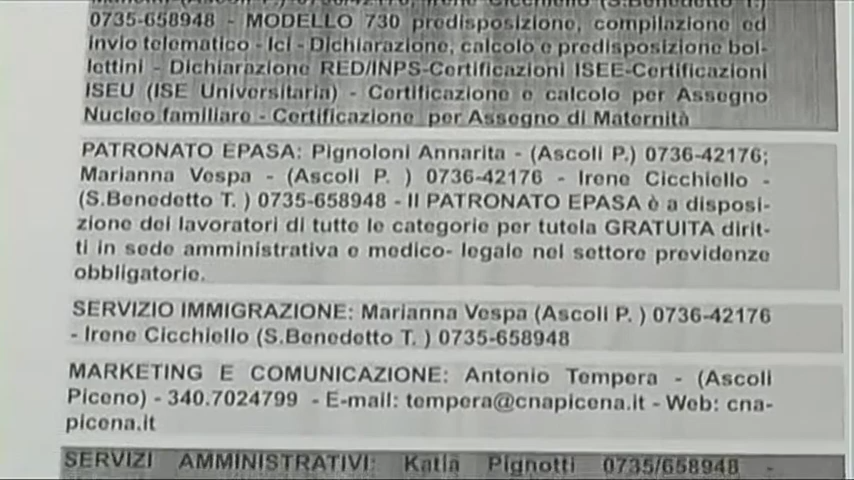 Irene Cicchiello (S.Benedetto T.)
0735-658948 - MODELLO 730 predisposizione, compilazione ed
invio telematico - Ici - Dichiarazione, calcolo e predisposizione bol-
lettini - Dichiarazione RED/INPS-Certificazioni ISEE-Certificazioni
ISEU (ISE Universitaria) - Certificazione e calcolo per Assegno
Nucleo familiare - Certificazione per Assegno di Maternità
PATRONATO EPASA: Pignoloni Annarita - (Ascoli P.) 0736-42176;
Marianna Vespa - (Ascoli P. ) 0736-42176 - Irene Cicchiello -
(S.Benedetto T. ) 0735-658948 - Il PATRONATO EPASA è a disposi-
zione dei lavoratori di tutte le categorie per tutela GRATUITA dirit-
ti in sede amministrativa e medico- legale nel settore previdenze
obbligatorie.
SERVIZIO IMMIGRAZIONE: Marianna Vespa (Ascoli P. ) 0736-42176
- Irene Cicchiello (S.Benedetto T. ) 0735-658948
MARKETING E COMUNICAZIONE: Antonio Tempera - (Ascoli
Piceno) - 340.7024799 - E-mail: tempera@cnapicena.it - Web: cna-
picena.it
SERVIZI AMMINISTRATIVI: Katia Pignotti 0735/658948 -